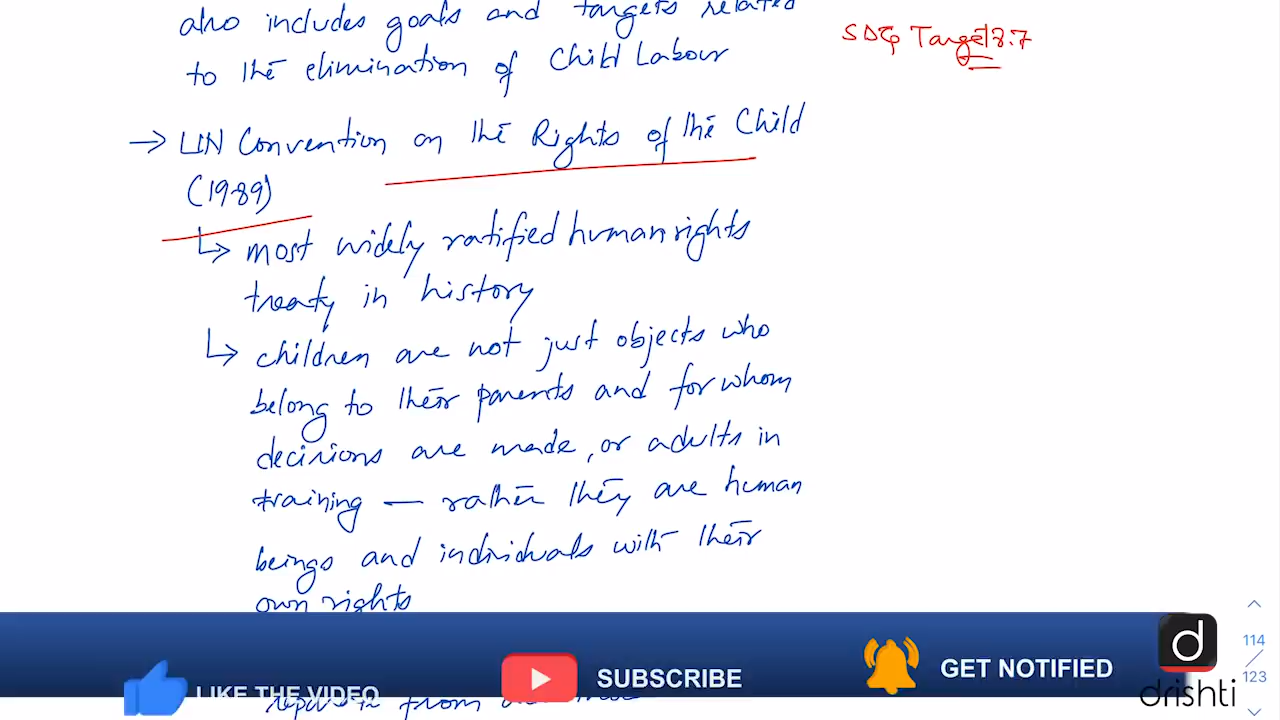 also includes goals and targets related
to the elimination of Child Labour
SDG Target 8.7
→ UN Convention on the Rights of the Child
(1989)
↳ most widely ratified human rights
treaty in history
↳ children are not just objects who
belong to their parents and for whom
decisions are made, or adults in
training — rather they are human
beings and individuals with their
own rights
from
LIKE THE VIDEO
SUBSCRIBE
GET NOTIFIED
d
drishti
114
123